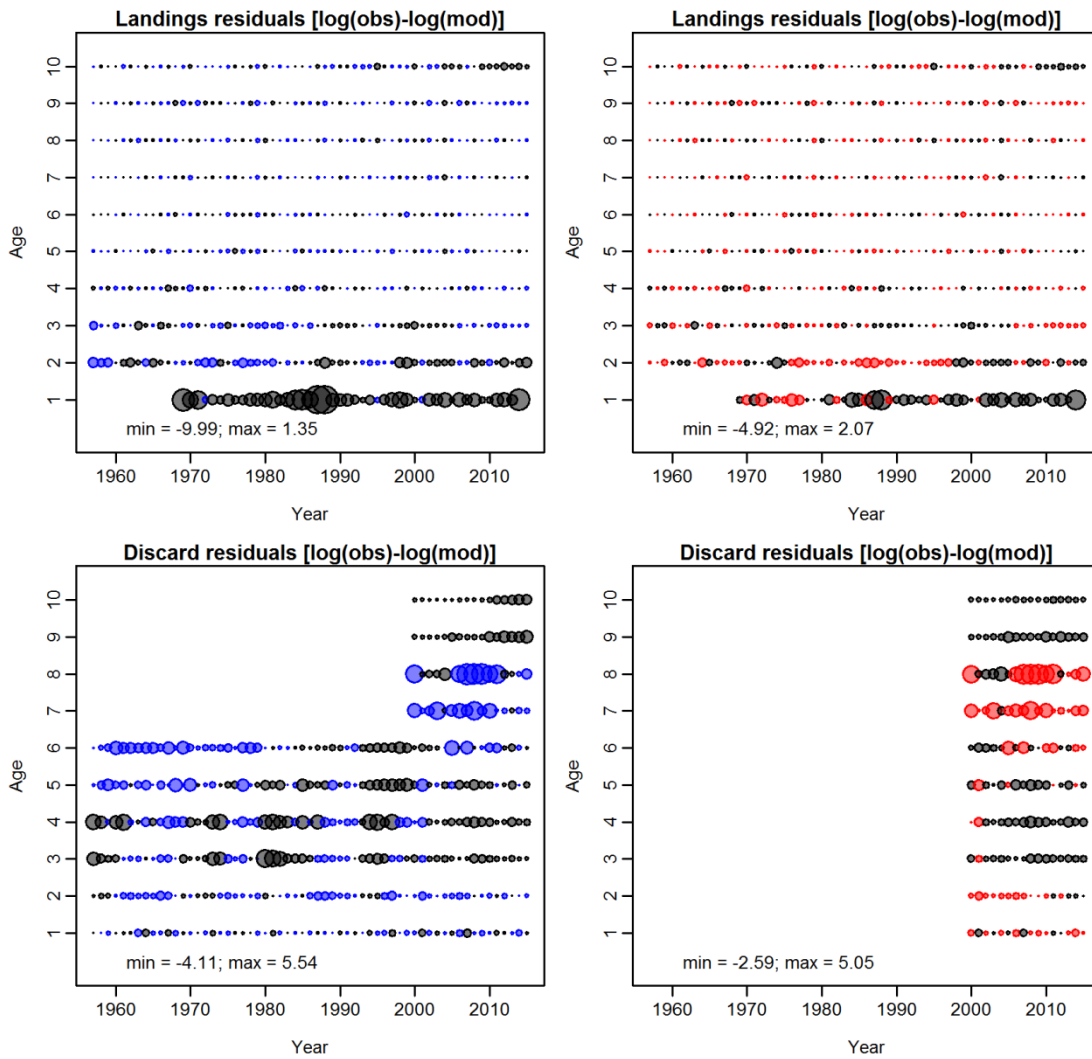 Landings residuals [log(obs)-log(mod)]
Age
10
9
8
7
6
5
4
3
2
1
min = -9.99; max = 1.35
1960 1970 1980 1990 2000 2010
Year
Landings residuals [log(obs)-log(mod)]
Age
10
9
8
7
6
5
4
3
2
1
min = -4.92; max = 2.07
1960 1970 1980 1990 2000 2010
Year
Discard residuals [log(obs)-log(mod)]
Age
10
9
8
7
6
5
4
3
2
1
min = -4.11; max = 5.54
1960 1970 1980 1990 2000 2010
Year
Discard residuals [log(obs)-log(mod)]
Age
10
9
8
7
6
5
4
3
2
1
min = -2.59; max = 5.05
1960 1970 1980 1990 2000 2010
Year